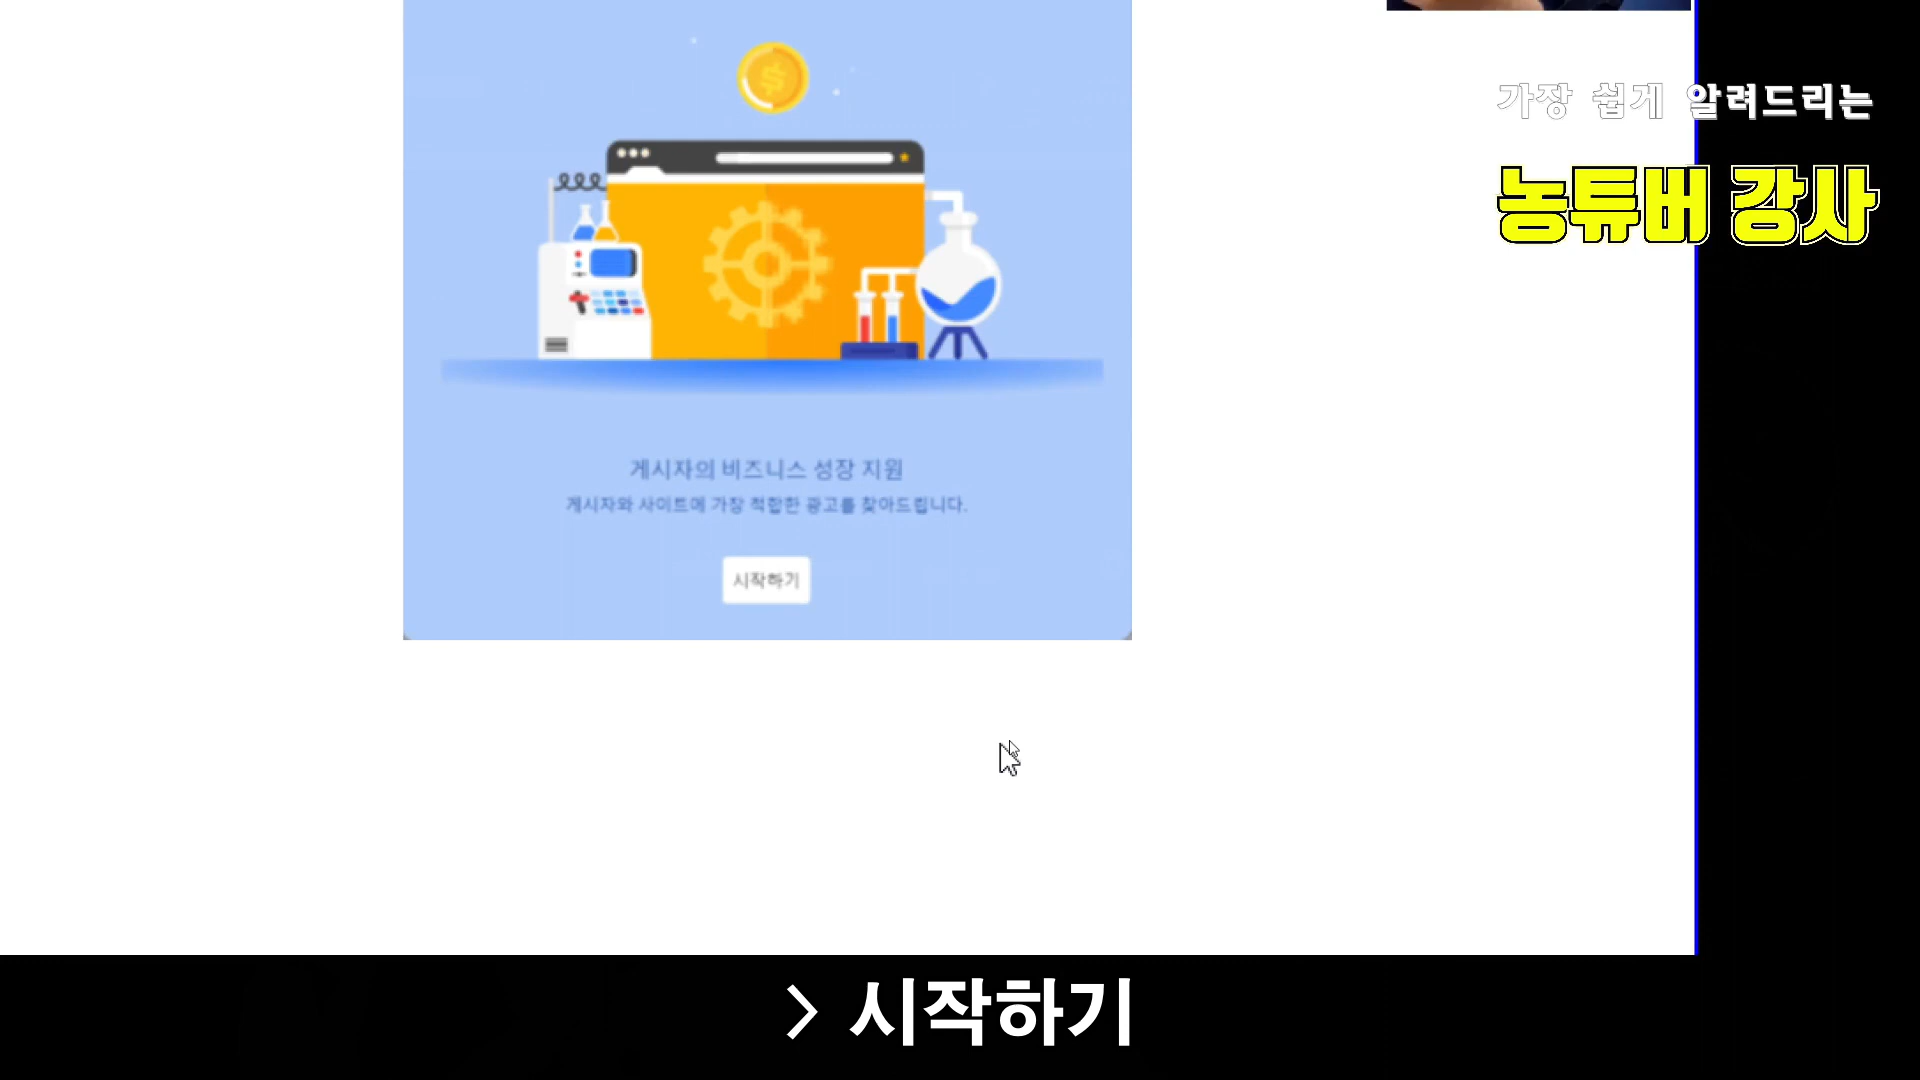 가장 쉽게 알려드리는
농튜버 강사
게시자의 비즈니스 성장 지원
게시자와 사이트에 가장 적합한 광고를 찾아드립니다.
시작하기
> 시작하기